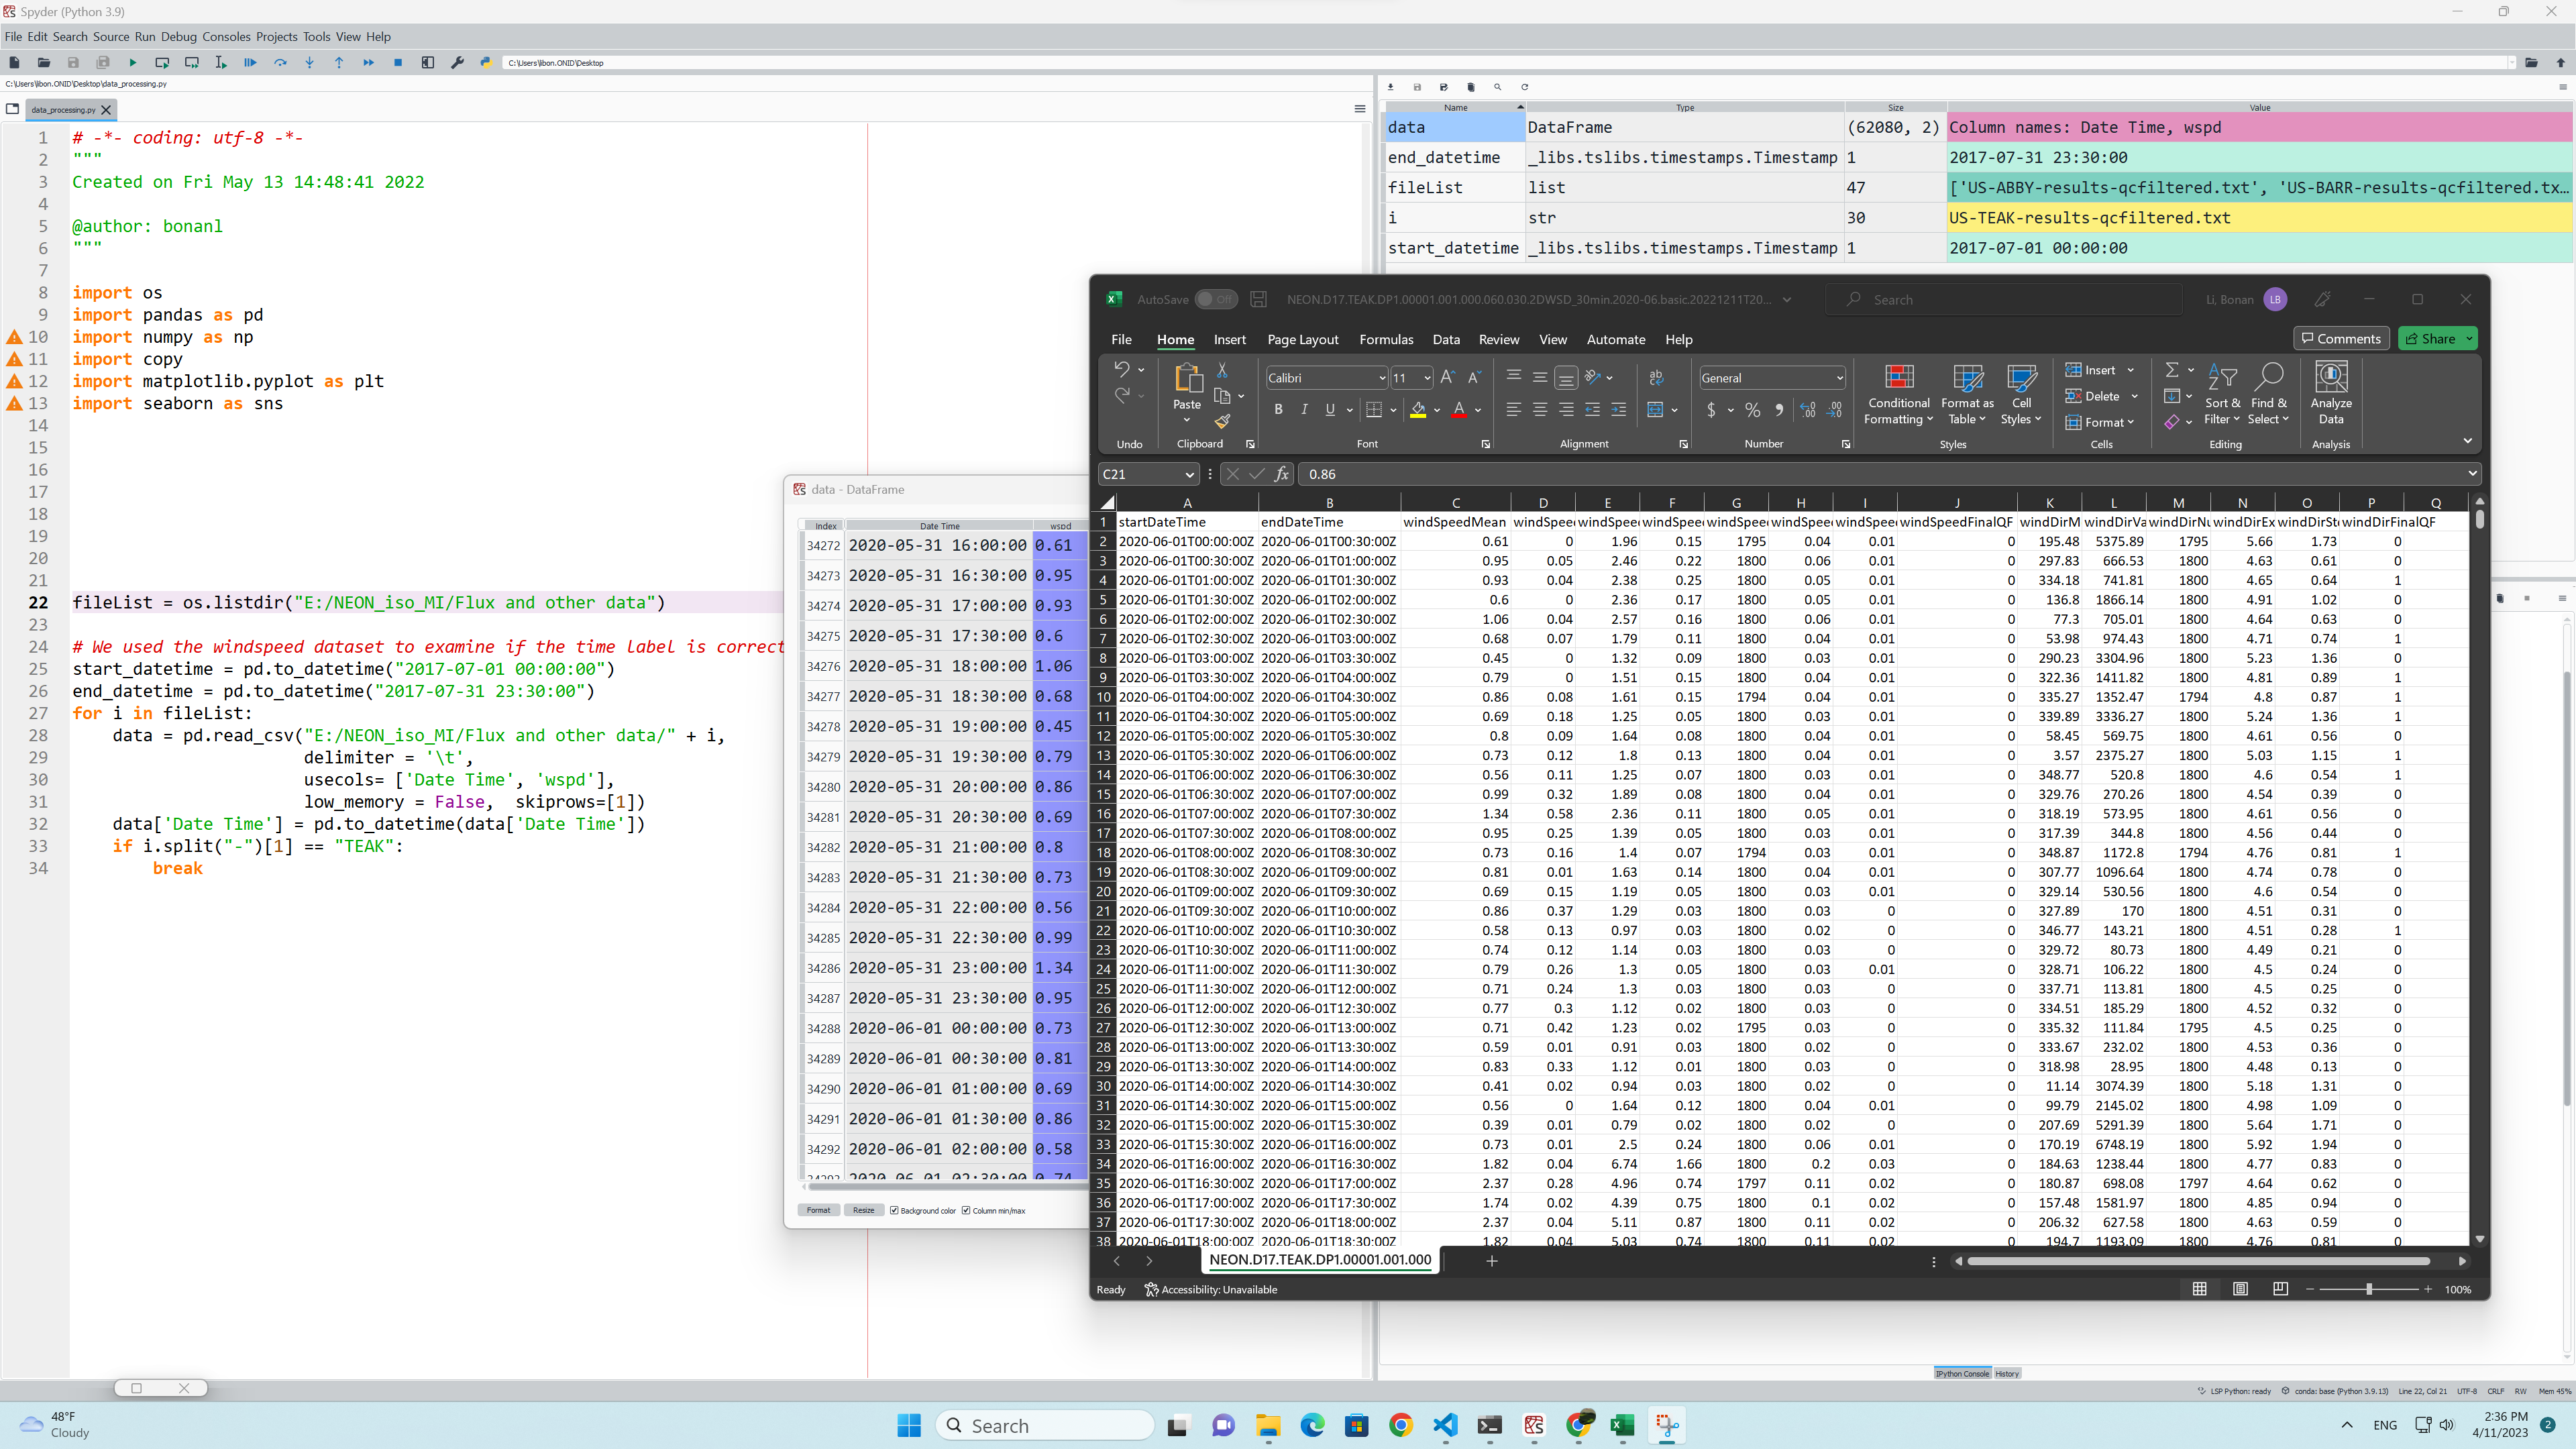 Spyder (Python 3.9)
File Edit Search Source Run Debug Consoles Projects Tools View Help
C:\Users\libon.ONID\Desktop
C:\Users\libon.ONID\Desktop\data_processing.py
data_processing.py
1 # -*- coding: utf-8 -*-
2 """
3 Created on Fri May 13 14:48:41 2022
4
5 @author: bonanl
6 """
7
8 import os
9 import pandas as pd
10 import numpy as np
11 import copy
12 import matplotlib.pyplot as plt
13 import seaborn as sns
14
15
16
17
18
19
20
21
22 fileList = os.listdir("E:/NEON_iso_MI/Flux and other data")
23
24 # We used the windspeed dataset to examine if the time label is correct
25 start_datetime = pd.to_datetime("2017-07-01 00:00:00")
26 end_datetime = pd.to_datetime("2017-07-31 23:30:00")
27 for i in fileList:
28 data = pd.read_csv("E:/NEON_iso_MI/Flux and other data/" + i,
29 delimiter = '\t',
30 usecols= ['Date Time', 'wspd'],
31 low_memory = False, skiprows=[1])
32 data['Date Time'] = pd.to_datetime(data['Date Time'])
33 if i.split("-")[1] == "TEAK":
34 break
Name Type Size Value
data DataFrame (62080, 2) Column names: Date Time, wspd
end_datetime _libs.tslibs.timestamps.Timestamp 1 2017-07-31 23:30:00
fileList list 47 ['US-ABBY-results-qcfiltered.txt', 'US-BARR-results-qcfiltered.tx…
i str 30 US-TEAK-results-qcfiltered.txt
start_datetime _libs.tslibs.timestamps.Timestamp 1 2017-07-01 00:00:00
data - DataFrame
Index Date Time wspd
34272 2020-05-31 16:00:00 0.61
34273 2020-05-31 16:30:00 0.95
34274 2020-05-31 17:00:00 0.93
34275 2020-05-31 17:30:00 0.6
34276 2020-05-31 18:00:00 1.06
34277 2020-05-31 18:30:00 0.68
34278 2020-05-31 19:00:00 0.45
34279 2020-05-31 19:30:00 0.79
34280 2020-05-31 20:00:00 0.86
34281 2020-05-31 20:30:00 0.69
34282 2020-05-31 21:00:00 0.8
34283 2020-05-31 21:30:00 0.73
34284 2020-05-31 22:00:00 0.56
34285 2020-05-31 22:30:00 0.99
34286 2020-05-31 23:00:00 1.34
34287 2020-05-31 23:30:00 0.95
34288 2020-06-01 00:00:00 0.73
34289 2020-06-01 00:30:00 0.81
34290 2020-06-01 01:00:00 0.69
34291 2020-06-01 01:30:00 0.86
34292 2020-06-01 02:00:00 0.58
34293 2020-06-01 02:30:00 0.74
Format Resize Background color Column min/max
AutoSave Off NEON.D17.TEAK.DP1.00001.001.000.060.030.2DWSD_30min.2020-06.basic.20221211T20... Search Li, Bonan LB
File Home Insert Page Layout Formulas Data Review View Automate Help Comments Share
Paste Calibri 11 General Conditional Formatting Format as Table Cell Styles Insert Delete Format Sort & Filter Find & Select Analyze Data
Undo Clipboard Font Alignment Number Styles Cells Editing Analysis
C21 fx 0.86
A B C D E F G H I J K L M N O P Q
1 startDateTime endDateTime windSpeedMean windSpeed windSpeed windSpeed windSpeed windSpeed windSpeed windSpeedFinalQF windDirM windDirVa windDirNu windDirEx windDirSt windDirFinalQF
2 2020-06-01T00:00:00Z 2020-06-01T00:30:00Z 0.61 0 1.96 0.15 1795 0.04 0.01 0 195.48 5375.89 1795 5.66 1.73 0
3 2020-06-01T00:30:00Z 2020-06-01T01:00:00Z 0.95 0.05 2.46 0.22 1800 0.06 0.01 0 297.83 666.53 1800 4.63 0.61 0
4 2020-06-01T01:00:00Z 2020-06-01T01:30:00Z 0.93 0.04 2.38 0.25 1800 0.05 0.01 0 334.18 741.81 1800 4.65 0.64 1
5 2020-06-01T01:30:00Z 2020-06-01T02:00:00Z 0.6 0 2.36 0.17 1800 0.05 0.01 0 136.8 1866.14 1800 4.91 1.02 0
6 2020-06-01T02:00:00Z 2020-06-01T02:30:00Z 1.06 0.04 2.57 0.16 1800 0.06 0.01 0 77.3 705.01 1800 4.64 0.63 0
7 2020-06-01T02:30:00Z 2020-06-01T03:00:00Z 0.68 0.07 1.79 0.11 1800 0.04 0.01 0 53.98 974.43 1800 4.71 0.74 1
8 2020-06-01T03:00:00Z 2020-06-01T03:30:00Z 0.45 0 1.32 0.09 1800 0.03 0.01 0 290.23 3304.96 1800 5.23 1.36 0
9 2020-06-01T03:30:00Z 2020-06-01T04:00:00Z 0.79 0 1.51 0.15 1800 0.04 0.01 0 322.36 1411.82 1800 4.81 0.89 1
10 2020-06-01T04:00:00Z 2020-06-01T04:30:00Z 0.86 0.08 1.61 0.15 1794 0.04 0.01 0 335.27 1352.47 1794 4.8 0.87 1
11 2020-06-01T04:30:00Z 2020-06-01T05:00:00Z 0.69 0.18 1.25 0.05 1800 0.03 0.01 0 339.89 3336.27 1800 5.24 1.36 1
12 2020-06-01T05:00:00Z 2020-06-01T05:30:00Z 0.8 0.09 1.64 0.08 1800 0.04 0.01 0 58.45 569.75 1800 4.61 0.56 0
13 2020-06-01T05:30:00Z 2020-06-01T06:00:00Z 0.73 0.12 1.8 0.13 1800 0.04 0.01 0 3.57 2375.27 1800 5.03 1.15 1
14 2020-06-01T06:00:00Z 2020-06-01T06:30:00Z 0.56 0.11 1.25 0.07 1800 0.03 0.01 0 348.77 520.8 1800 4.6 0.54 1
15 2020-06-01T06:30:00Z 2020-06-01T07:00:00Z 0.99 0.32 1.89 0.08 1800 0.04 0.01 0 329.76 270.26 1800 4.54 0.39 0
16 2020-06-01T07:00:00Z 2020-06-01T07:30:00Z 1.34 0.58 2.36 0.11 1800 0.05 0.01 0 318.19 573.95 1800 4.61 0.56 0
17 2020-06-01T07:30:00Z 2020-06-01T08:00:00Z 0.95 0.25 1.39 0.05 1800 0.03 0.01 0 317.39 344.8 1800 4.56 0.44 0
18 2020-06-01T08:00:00Z 2020-06-01T08:30:00Z 0.73 0.16 1.4 0.07 1794 0.03 0.01 0 348.87 1172.8 1794 4.76 0.81 1
19 2020-06-01T08:30:00Z 2020-06-01T09:00:00Z 0.81 0.01 1.63 0.14 1800 0.04 0.01 0 307.77 1096.64 1800 4.74 0.78 0
20 2020-06-01T09:00:00Z 2020-06-01T09:30:00Z 0.69 0.15 1.19 0.05 1800 0.03 0.01 0 329.14 530.56 1800 4.6 0.54 0
21 2020-06-01T09:30:00Z 2020-06-01T10:00:00Z 0.86 0.37 1.29 0.03 1800 0.03 0 0 327.89 170 1800 4.51 0.31 0
22 2020-06-01T10:00:00Z 2020-06-01T10:30:00Z 0.58 0.13 0.97 0.03 1800 0.02 0 0 346.77 143.21 1800 4.51 0.28 1
23 2020-06-01T10:30:00Z 2020-06-01T11:00:00Z 0.74 0.12 1.14 0.03 1800 0.03 0 0 329.72 80.73 1800 4.49 0.21 0
24 2020-06-01T11:00:00Z 2020-06-01T11:30:00Z 0.79 0.26 1.3 0.05 1800 0.03 0.01 0 328.71 106.22 1800 4.5 0.24 0
25 2020-06-01T11:30:00Z 2020-06-01T12:00:00Z 0.71 0.24 1.3 0.03 1800 0.03 0 0 337.71 113.81 1800 4.5 0.25 0
26 2020-06-01T12:00:00Z 2020-06-01T12:30:00Z 0.77 0.3 1.12 0.02 1800 0.03 0 0 334.51 185.29 1800 4.52 0.32 0
27 2020-06-01T12:30:00Z 2020-06-01T13:00:00Z 0.71 0.42 1.23 0.02 1795 0.03 0 0 335.32 111.84 1795 4.5 0.25 0
28 2020-06-01T13:00:00Z 2020-06-01T13:30:00Z 0.59 0.01 0.91 0.03 1800 0.02 0 0 333.67 232.02 1800 4.53 0.36 0
29 2020-06-01T13:30:00Z 2020-06-01T14:00:00Z 0.83 0.33 1.12 0.01 1800 0.03 0 0 318.98 28.95 1800 4.48 0.13 0
30 2020-06-01T14:00:00Z 2020-06-01T14:30:00Z 0.41 0.02 0.94 0.03 1800 0.02 0 0 11.14 3074.39 1800 5.18 1.31 0
31 2020-06-01T14:30:00Z 2020-06-01T15:00:00Z 0.56 0 1.64 0.12 1800 0.04 0.01 0 99.79 2145.02 1800 4.98 1.09 0
32 2020-06-01T15:00:00Z 2020-06-01T15:30:00Z 0.39 0.01 0.79 0.02 1800 0.02 0 0 207.69 5291.39 1800 5.64 1.71 0
33 2020-06-01T15:30:00Z 2020-06-01T16:00:00Z 0.73 0.01 2.5 0.24 1800 0.06 0.01 0 170.19 6748.19 1800 5.92 1.94 0
34 2020-06-01T16:00:00Z 2020-06-01T16:30:00Z 1.82 0.04 6.74 1.66 1800 0.2 0.03 0 184.63 1238.44 1800 4.77 0.83 0
35 2020-06-01T16:30:00Z 2020-06-01T17:00:00Z 2.37 0.28 4.96 0.74 1797 0.11 0.02 0 180.87 698.08 1797 4.64 0.62 0
36 2020-06-01T17:00:00Z 2020-06-01T17:30:00Z 1.74 0.02 4.39 0.75 1800 0.1 0.02 0 157.48 1581.97 1800 4.85 0.94 0
37 2020-06-01T17:30:00Z 2020-06-01T18:00:00Z 2.37 0.04 5.11 0.87 1800 0.11 0.02 0 206.32 627.58 1800 4.63 0.59 0
38 2020-06-01T18:00:00Z 2020-06-01T18:30:00Z 1.82 0.04 5.03 0.74 1800 0.11 0.02 0 194.7 1193.09 1800 4.76 0.81 0
NEON.D17.TEAK.DP1.00001.001.000
Ready Accessibility: Unavailable 100%
IPython Console History
LSP Python: ready conda: base (Python 3.9.13) Line 22, Col 21 UTF-8 CRLF RW Mem 45%
48°F
Cloudy
Search
ENG
2:36 PM
4/11/2023
2